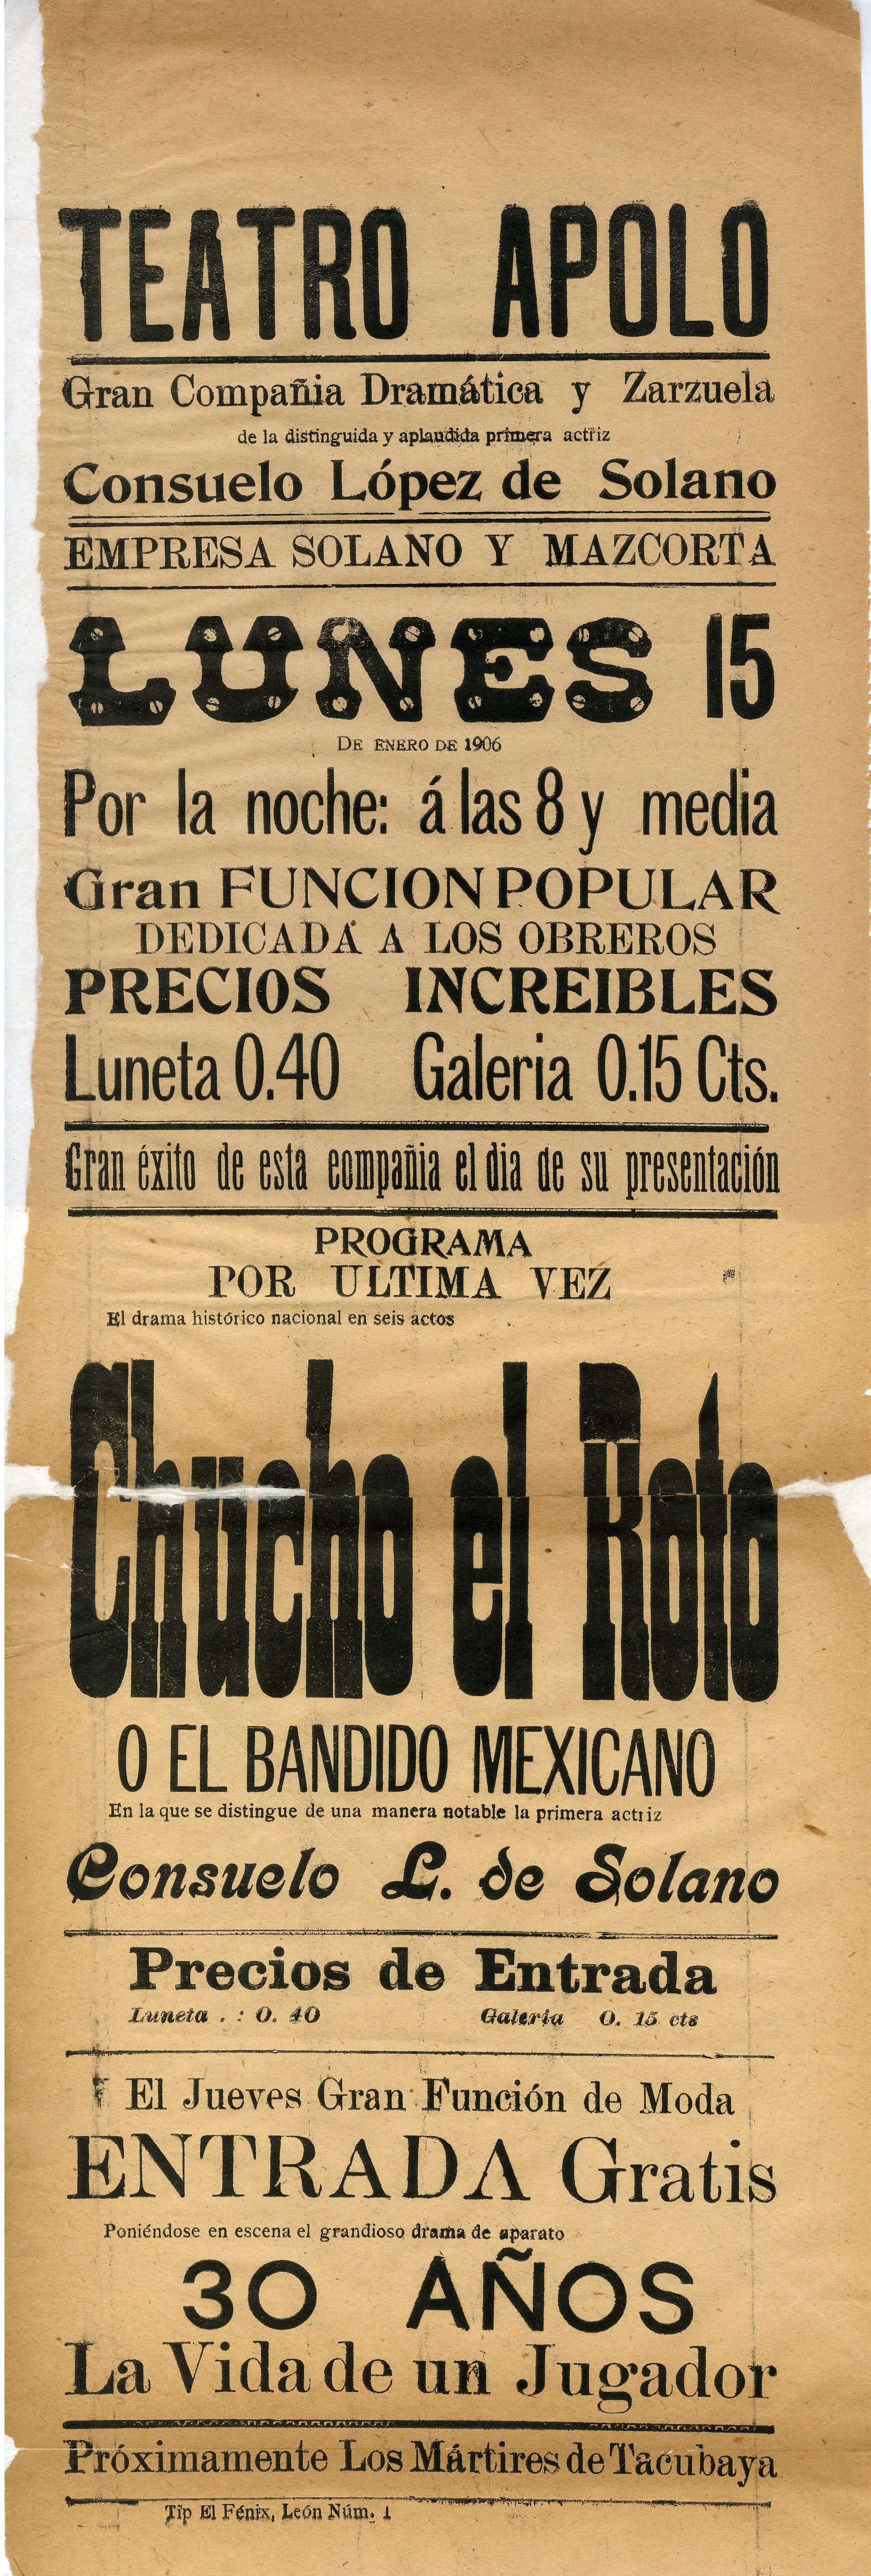 TEATRO APOLO
Gran Compañia Dramática y Zarzuela
de la distinguida y aplaudida primera actriz
Consuelo López de Solano
EMPRESA SOLANO Y MAZCORTA
LUNES 15
DE ENERO DE 1906
Por la noche: á las 8 y media
Gran FUNCION POPULAR
DEDICADA A LOS OBREROS
PRECIOS INCREIBLES
Luneta 0.40 Galeria 0.15 Cts.
Gran éxito de esta compañia el dia de su presentación
PROGRAMA
POR ULTIMA VEZ
El drama histórico nacional en seis actos
Chucho el Roto
O EL BANDIDO MEXICANO
En la que se distingue de una manera notable la primera actriz
Consuelo L. de Solano
Precios de Entrada
Luneta . : 0. 40 Galeria 0. 15 cts
El Jueves Gran Función de Moda
ENTRADA Gratis
Poniéndose en escena el grandioso drama de aparato
30 AÑOS
La Vida de un Jugador
Próximamente Los Mártires de Tacubaya
Tip El Fénix, León Núm. 1